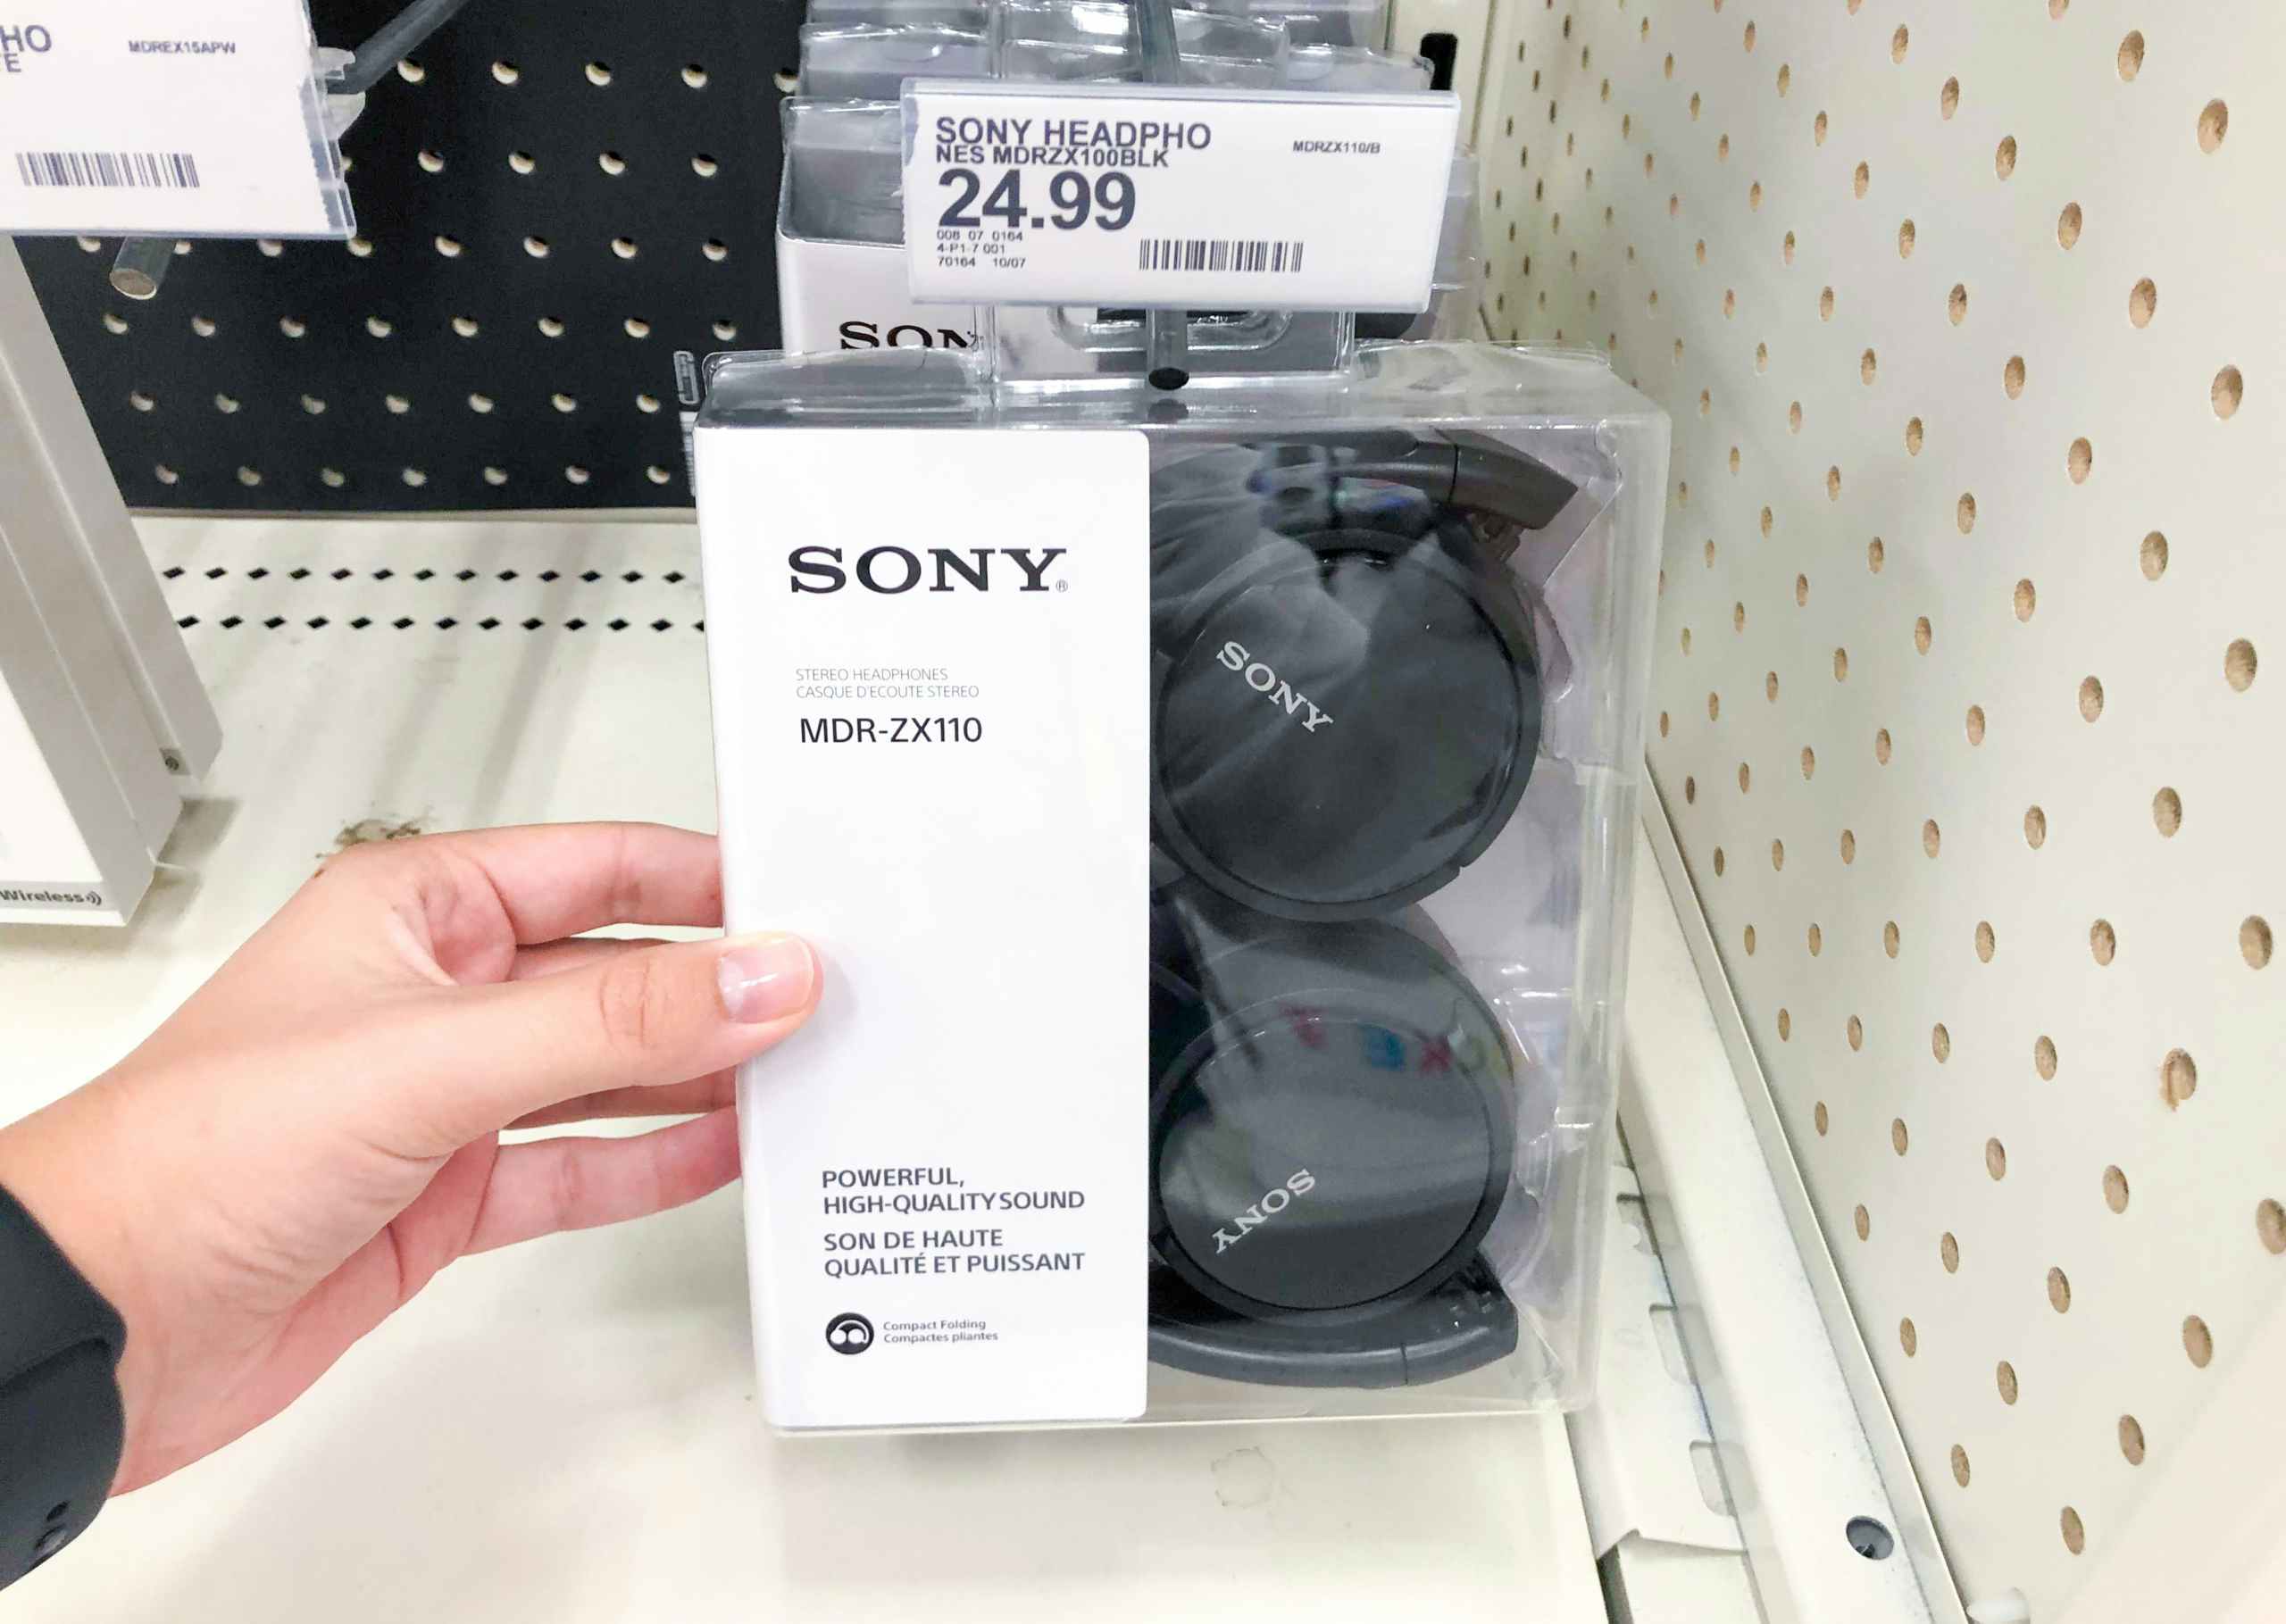 HO
E
MDREX15APW
SONY HEADPHO
NES MDRZX100BLK
MDRZX110/B
24.99
008 07 0164
4-P1-7 001
70164 10/07
SON
SONY®
STEREO HEADPHONES
CASQUE D'ECOUTE STEREO
MDR-ZX110
SONY
SONY
Wireless
POWERFUL,
HIGH-QUALITY SOUND
SON DE HAUTE
QUALITÉ ET PUISSANT
Compact Folding
Compactes pliantes